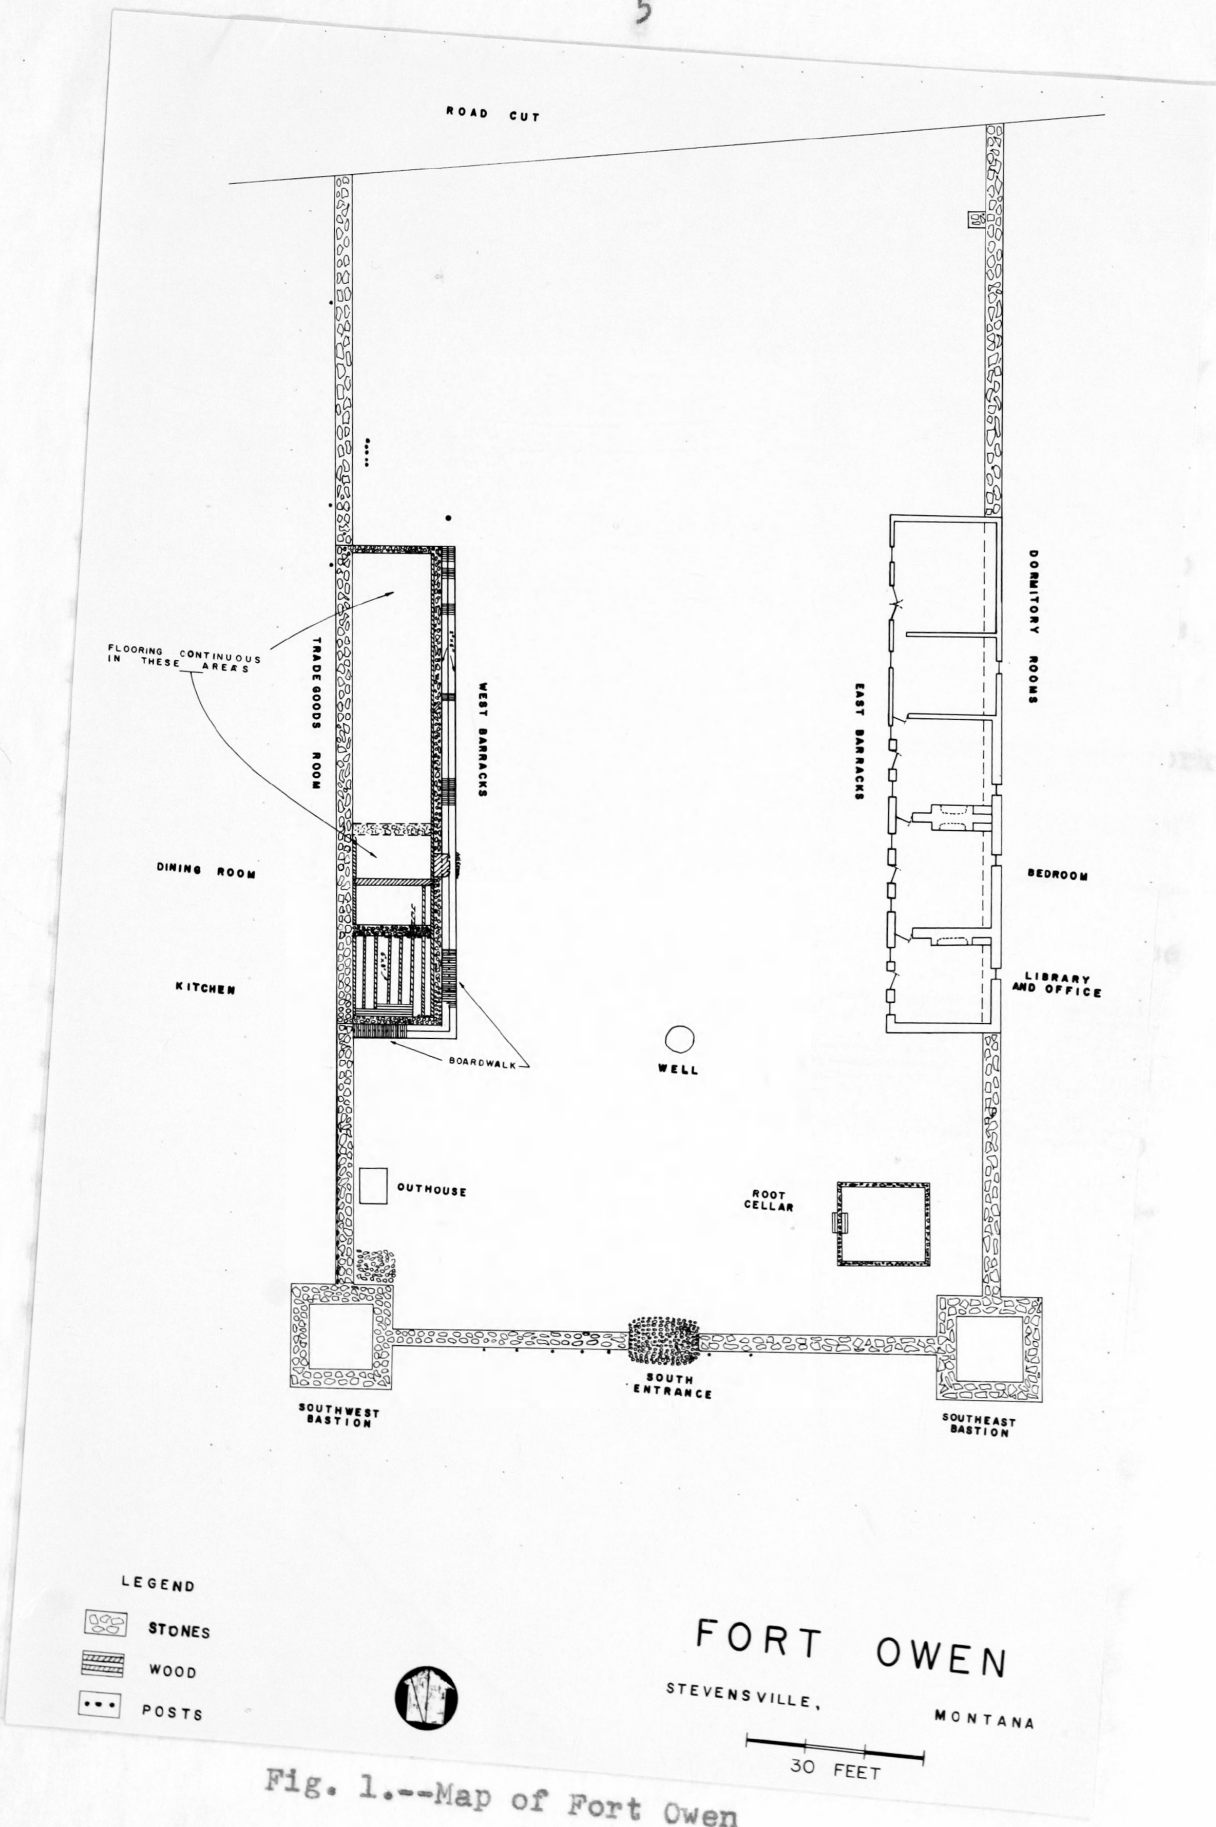 5
ROAD CUT
FLOORING CONTINUOUS
IN THESE AREAS
TRADE GOODS ROOM
WEST BARRACKS
EAST BARRACKS
DORMITORY ROOMS
DINING ROOM
BEDROOM
KITCHEN
LIBRARY
AND OFFICE
BOARDWALK
WELL
OUTHOUSE
ROOT
CELLAR
SOUTH
ENTRANCE
SOUTHWEST
BASTION
SOUTHEAST
BASTION
LEGEND
STONES
WOOD
POSTS
FORT OWEN
STEVENSVILLE, MONTANA
30 FEET
Fig. 1.--Map of Fort Owen